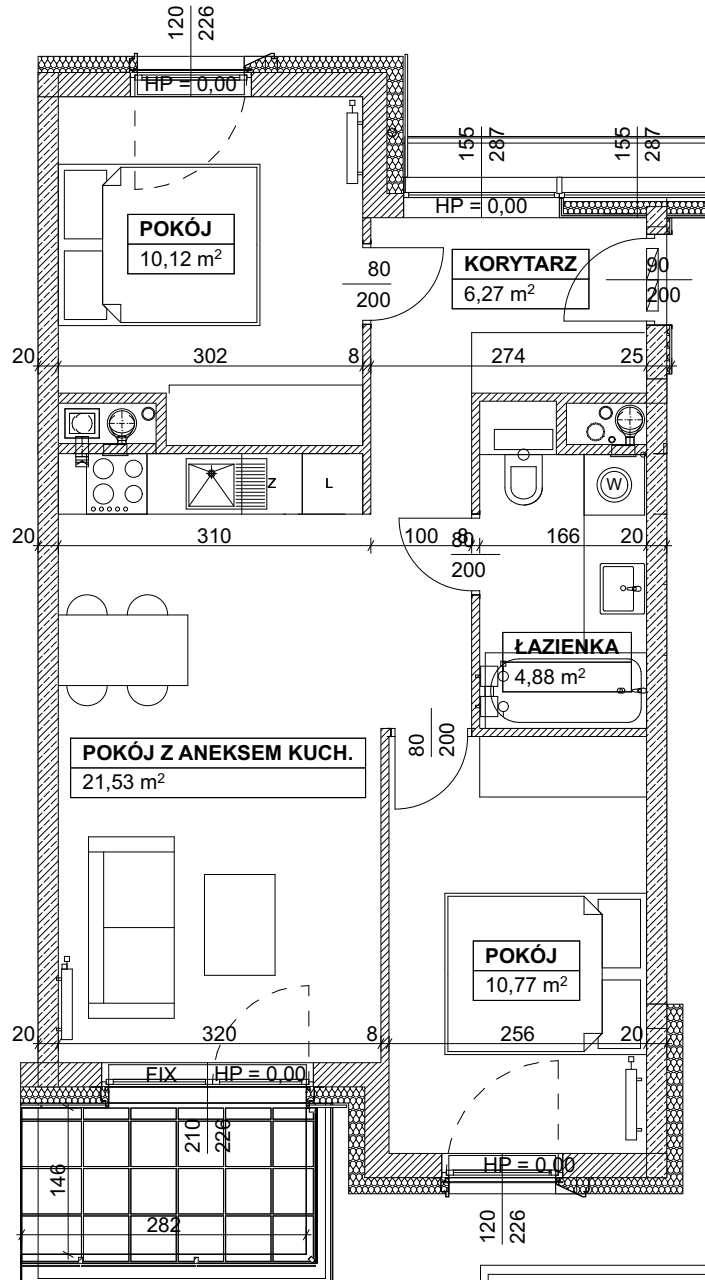 120
226
HP = 0,00
155
287
155
287
HP = 0,00
POKÓJ
10,12 m²
KORYTARZ
6,27 m²
80
200
90
200
20
302
8
274
25
Z
L
W
20
310
100
8
80
200
166
20
ŁAZIENKA
4,88 m²
80
200
POKÓJ Z ANEKSEM KUCH.
21,53 m²
POKÓJ
10,77 m²
20
320
8
256
20
FIX
HP = 0,00
210
226
146
282
HP = 0,00
120
226